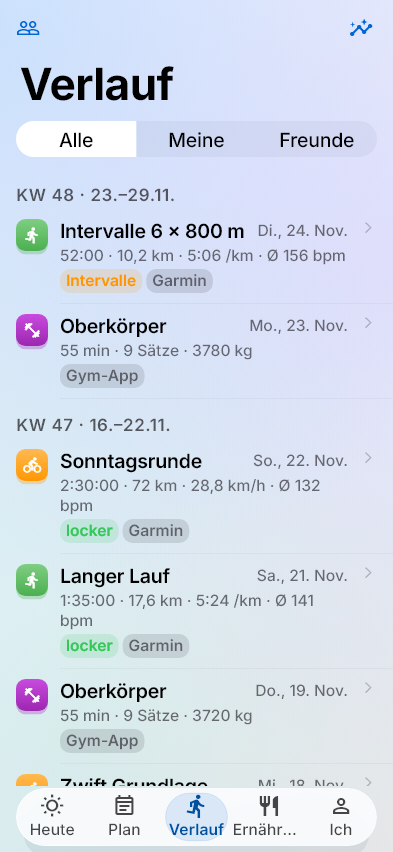 Verlauf
Alle Meine Freunde
KW 48 · 23.–29.11.
Intervalle 6 × 800 m Di., 24. Nov.
52:00 · 10,2 km · 5:06 /km · Ø 156 bpm
Intervalle Garmin
Oberkörper Mo., 23. Nov.
55 min · 9 Sätze · 3780 kg
Gym-App
KW 47 · 16.–22.11.
Sonntagsrunde So., 22. Nov.
2:30:00 · 72 km · 28,8 km/h · Ø 132
bpm
locker Garmin
Langer Lauf Sa., 21. Nov.
1:35:00 · 17,6 km · 5:24 /km · Ø 141
bpm
locker Garmin
Oberkörper Do., 19. Nov.
55 min · 9 Sätze · 3720 kg
Gym-App
Zwift Grundlage Mi., 18. Nov.
Heute Plan Verlauf Ernähr... Ich